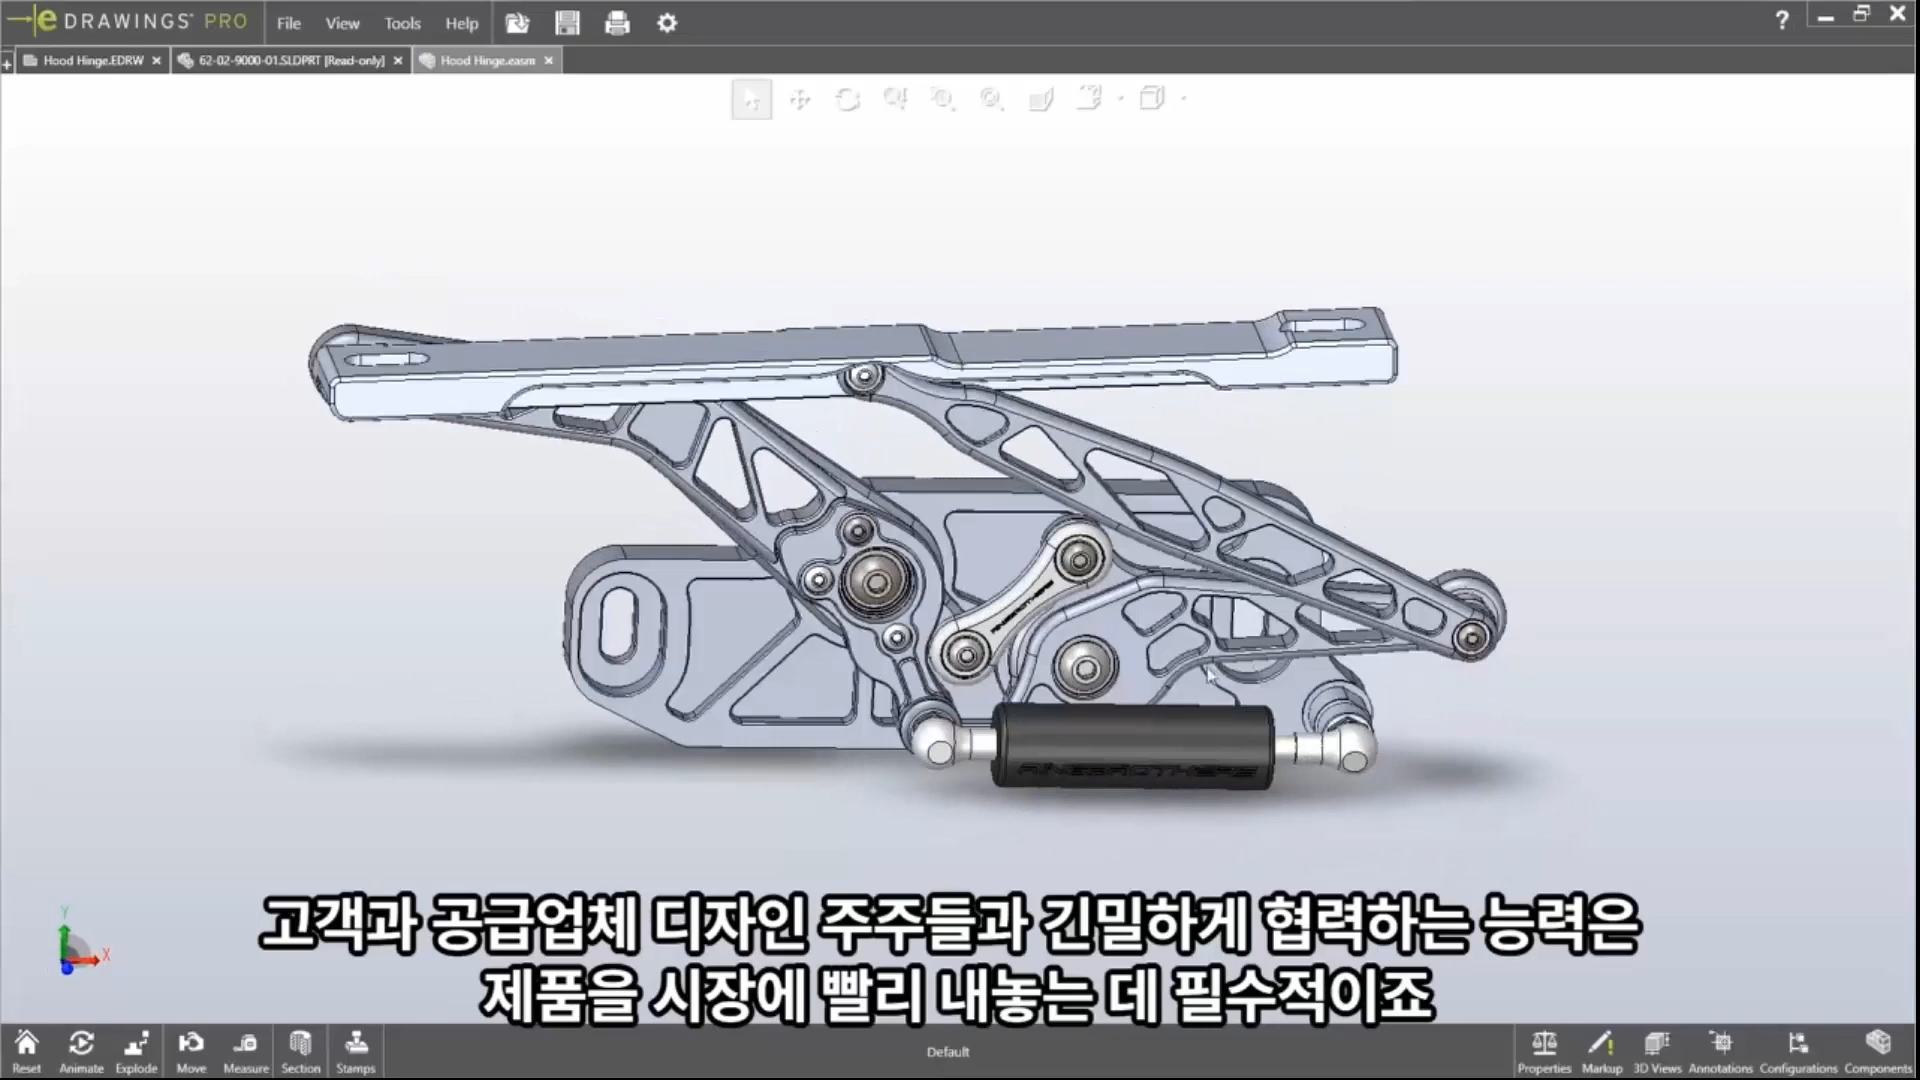 eDRAWINGS PRO File View Tools Help ?
Hood Hinge.EDRW 62-02-9000-01.SLDPRT [Read-only] Hood Hinge.easm
RINGBROTHERS
RINGBROTHERS
Y
X
고객과 공급업체 디자인 주주들과 긴밀하게 협력하는 능력은
제품을 시장에 빨리 내놓는 데 필수적이죠
Default
Reset Animate Explode Move Measure Section Stamps Properties Markup 3D Views Annotations Configurations Components